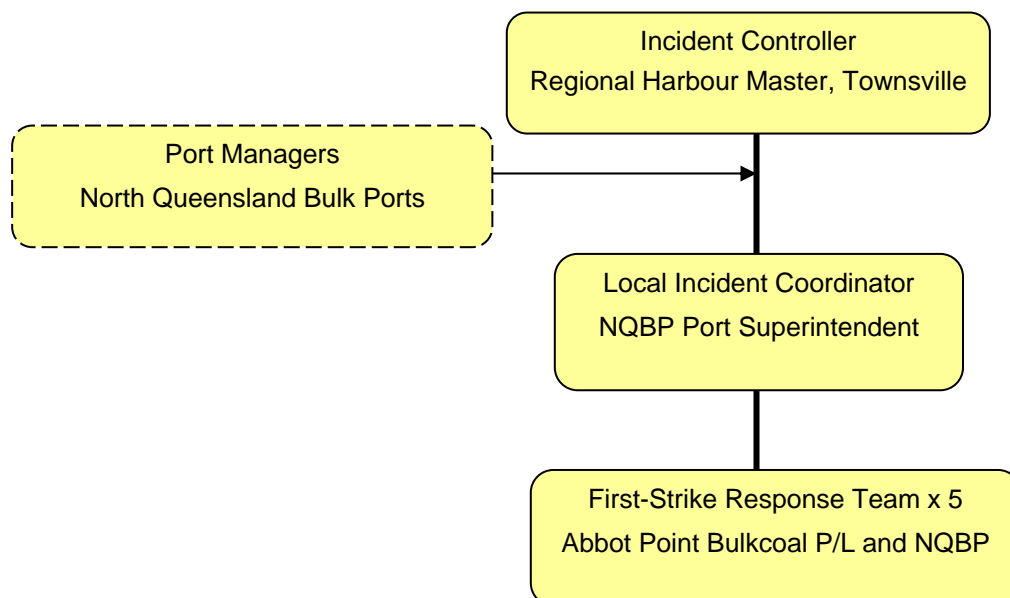 Incident Controller
Regional Harbour Master, Townsville
Port Managers
North Queensland Bulk Ports
Local Incident Coordinator
NQBP Port Superintendent
First-Strike Response Team x 5
Abbot Point Bulkcoal P/L and NQBP